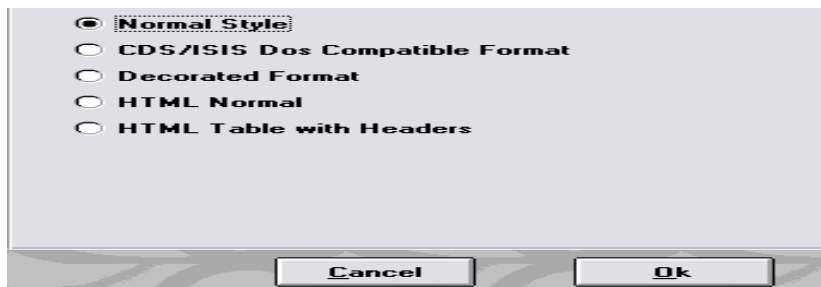 Normal Style
CDS/ISIS Dos Compatible Format
Decorated Format
HTML Normal
HTML Table with Headers
Cancel Ok